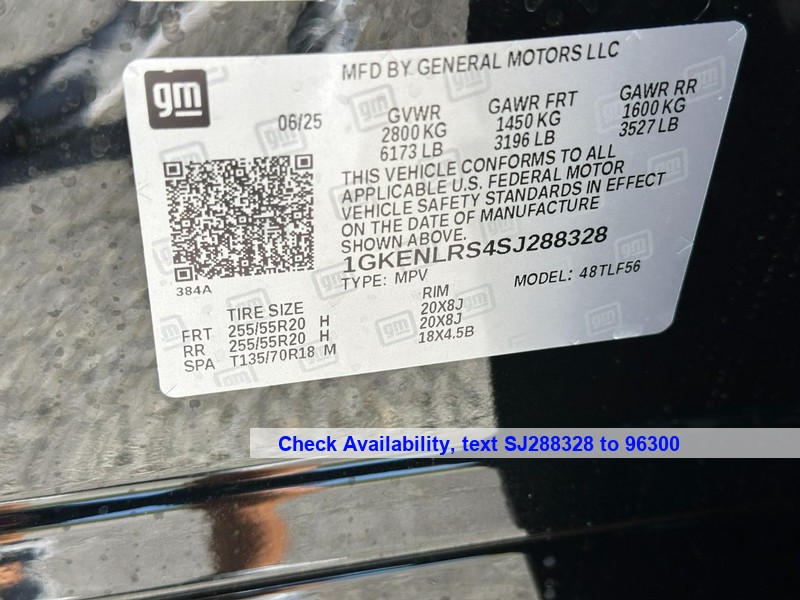 MFD BY GENERAL MOTORS LLC
gm
06/25
GVWR GAWR FRT GAWR RR
2800 KG 1450 KG 1600 KG
6173 LB 3196 LB 3527 LB
THIS VEHICLE CONFORMS TO ALL
APPLICABLE U.S. FEDERAL MOTOR
VEHICLE SAFETY STANDARDS IN EFFECT
ON THE DATE OF MANUFACTURE
SHOWN ABOVE.
1GKENLRS4SJ288328
TYPE: MPV MODEL: 48TLF56
384A
TIRE SIZE RIM
FRT 255/55R20 H 20X8J
RR 255/55R20 H 20X8J
SPA T135/70R18 M 18X4.5B
Check Availability, text SJ288328 to 96300